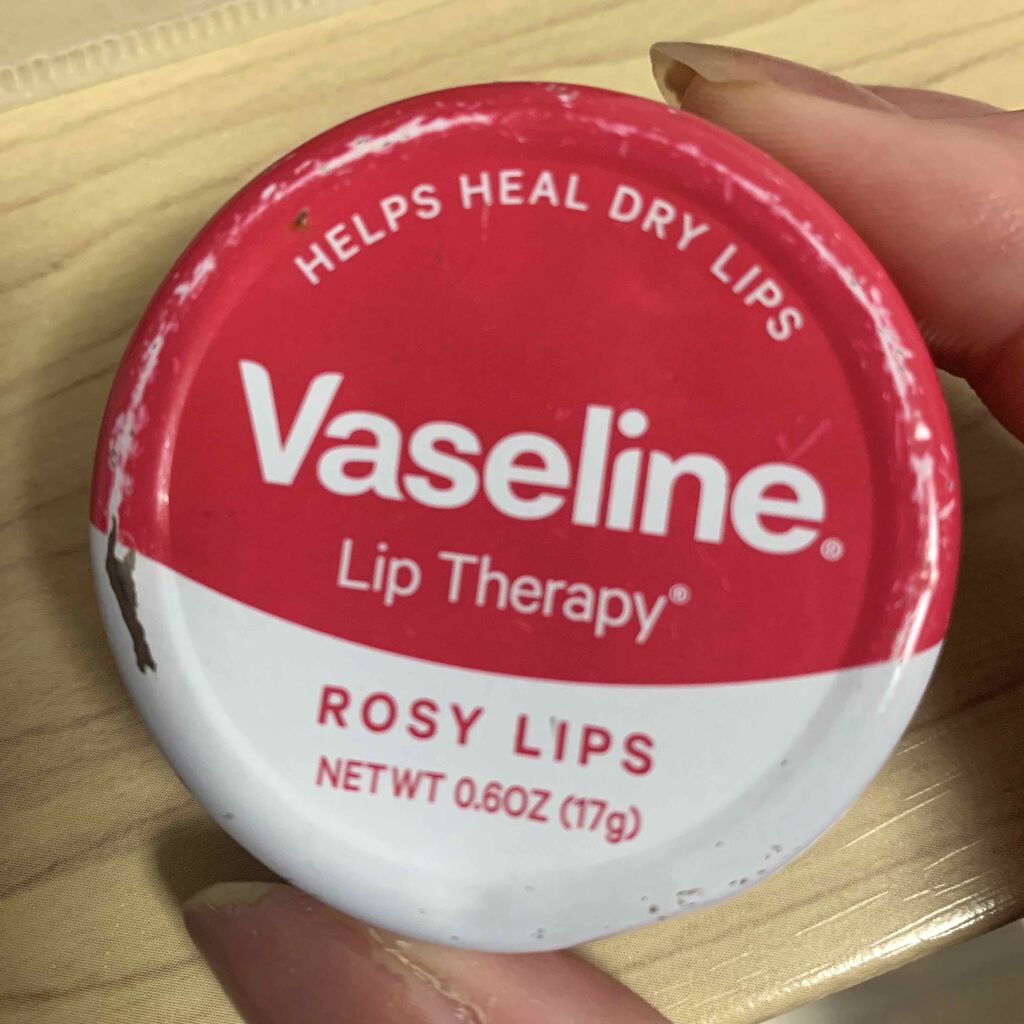 HELPS HEAL DRY LIPS
Vaseline®
Lip Therapy®
ROSY LIPS
NET WT 0.6OZ (17g)